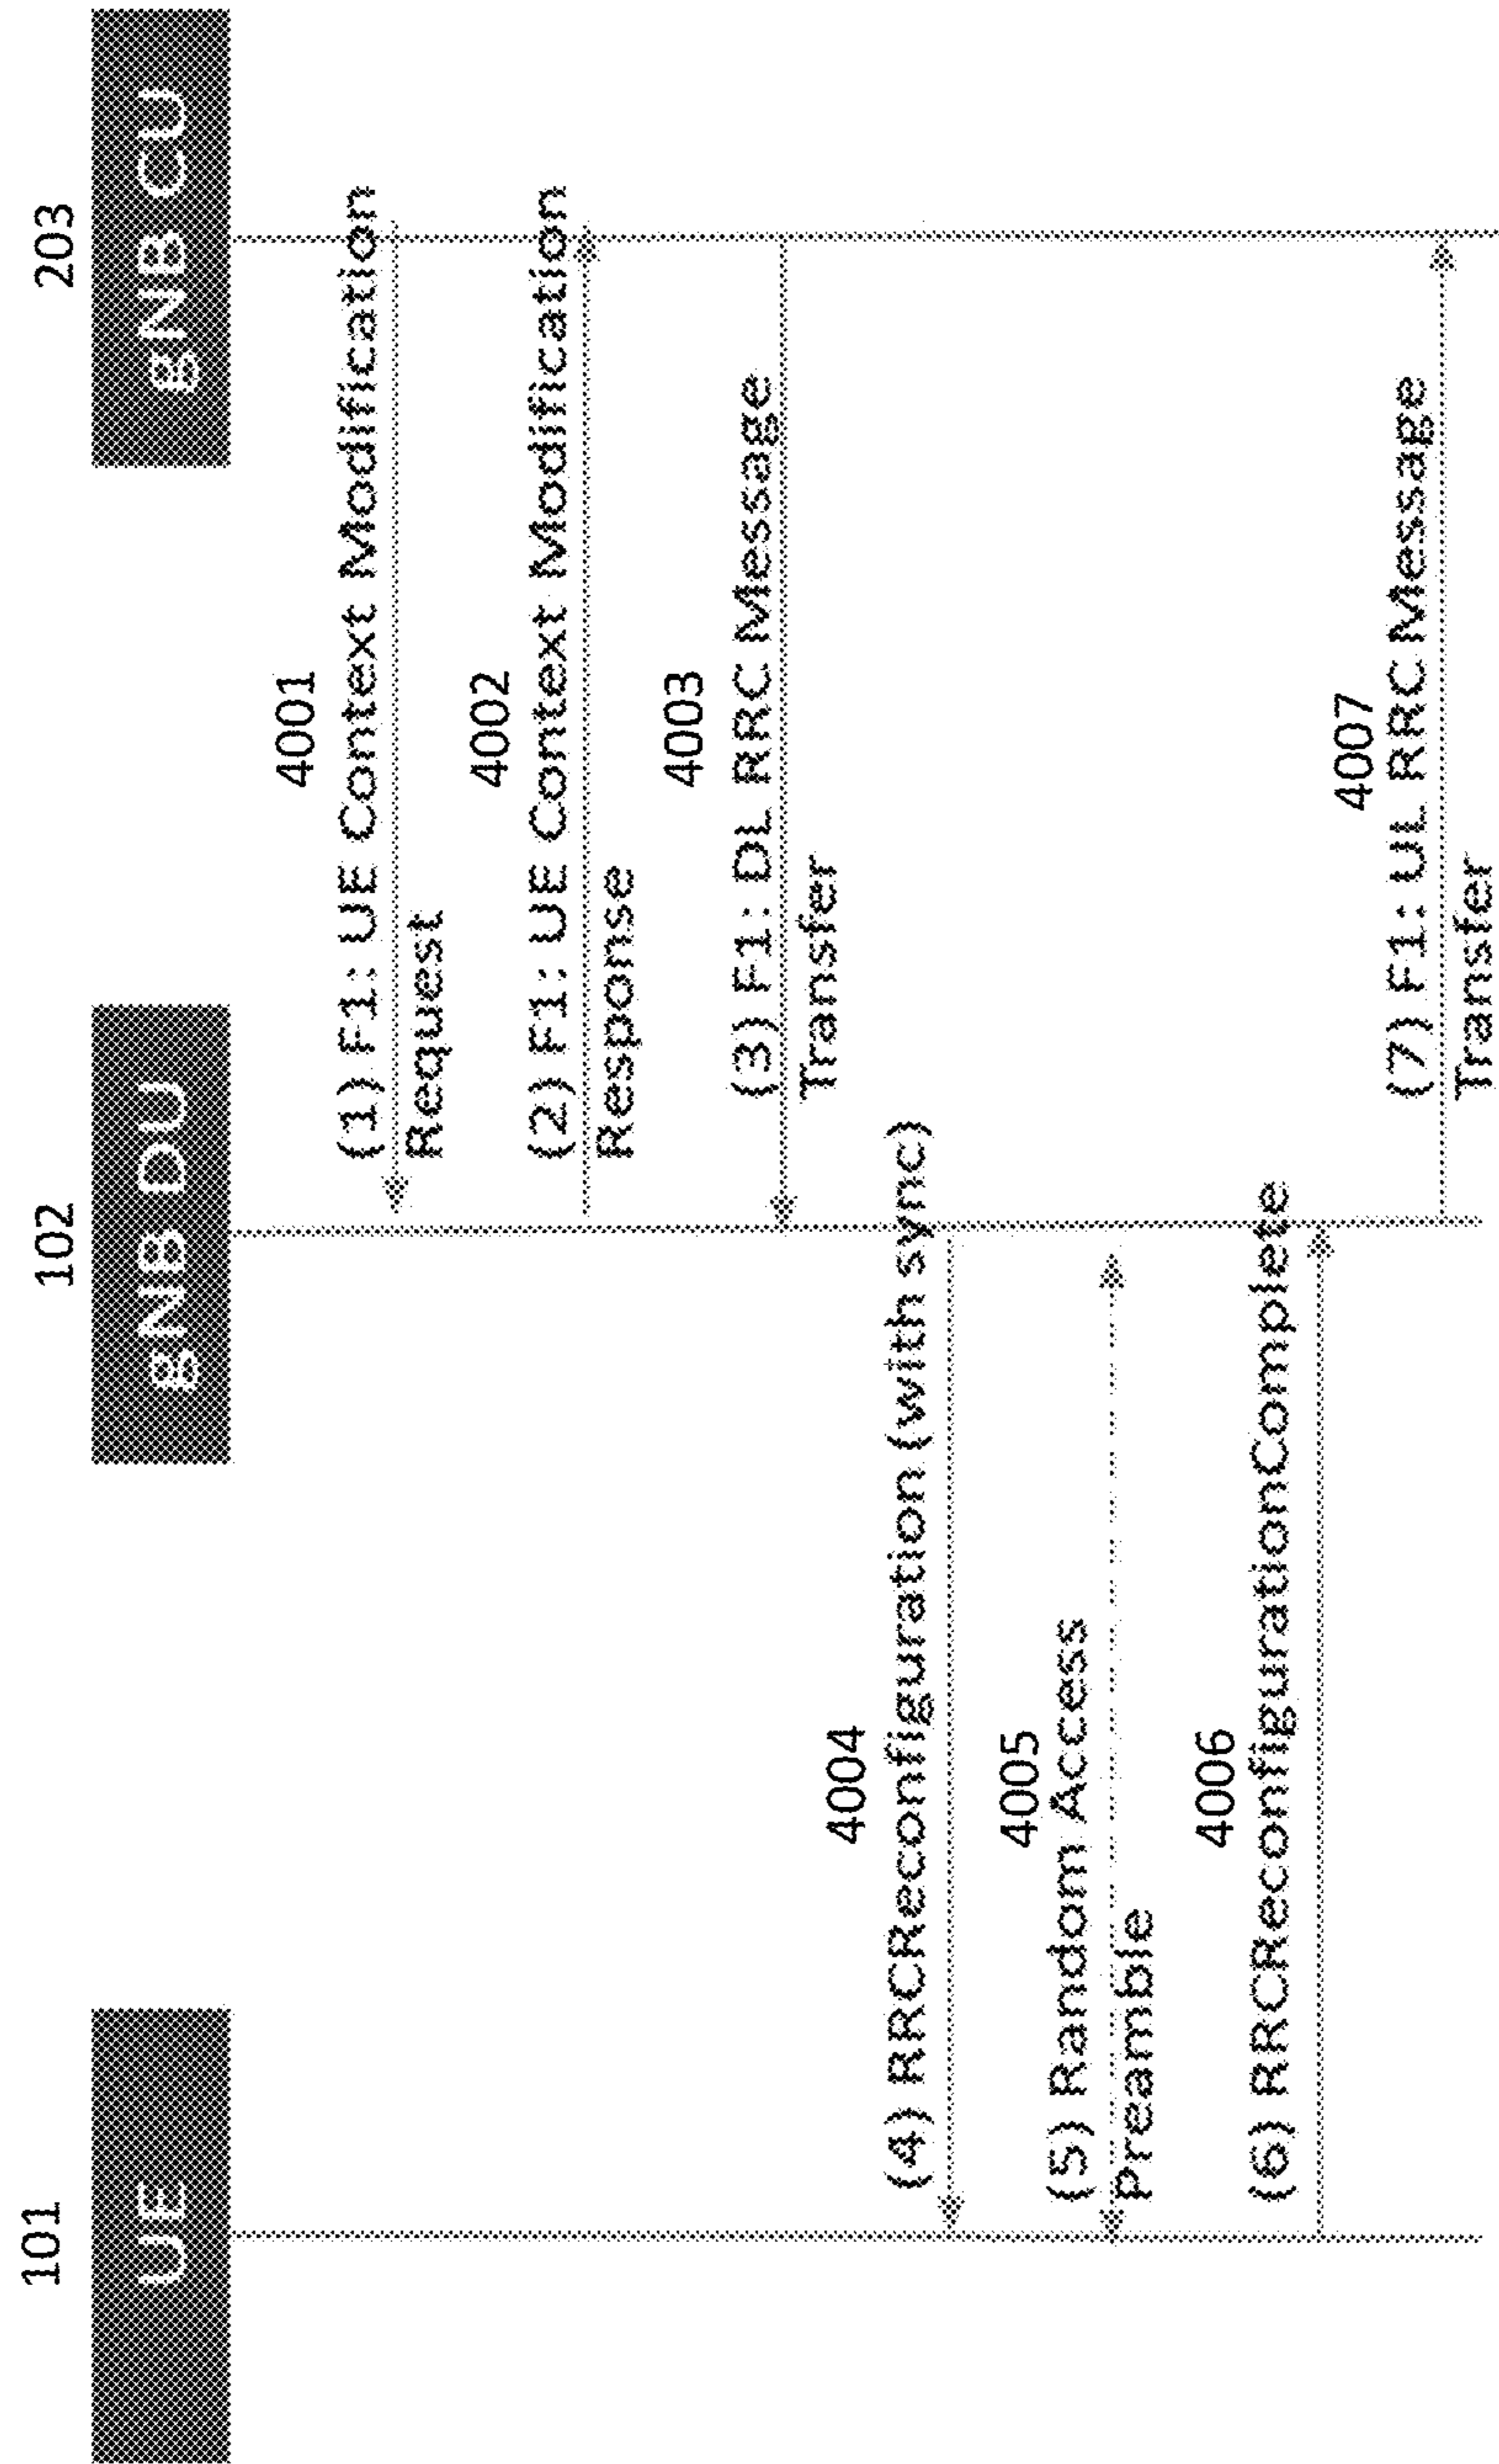 101
102
203
UE
gNB DU
gNB CU
4001
(1) F1: UE Context Modification
Request
4002
(2) F1: UE Context Modification
Response
4003
(3) F1: DL RRC Message
Transfer
4004
(4) RRCReconfiguration (with sync)
4005
(5) Random Access
Preamble
4006
(6) RRCReconfigurationComplete
4007
(7) F1: UL RRC Message
Transfer